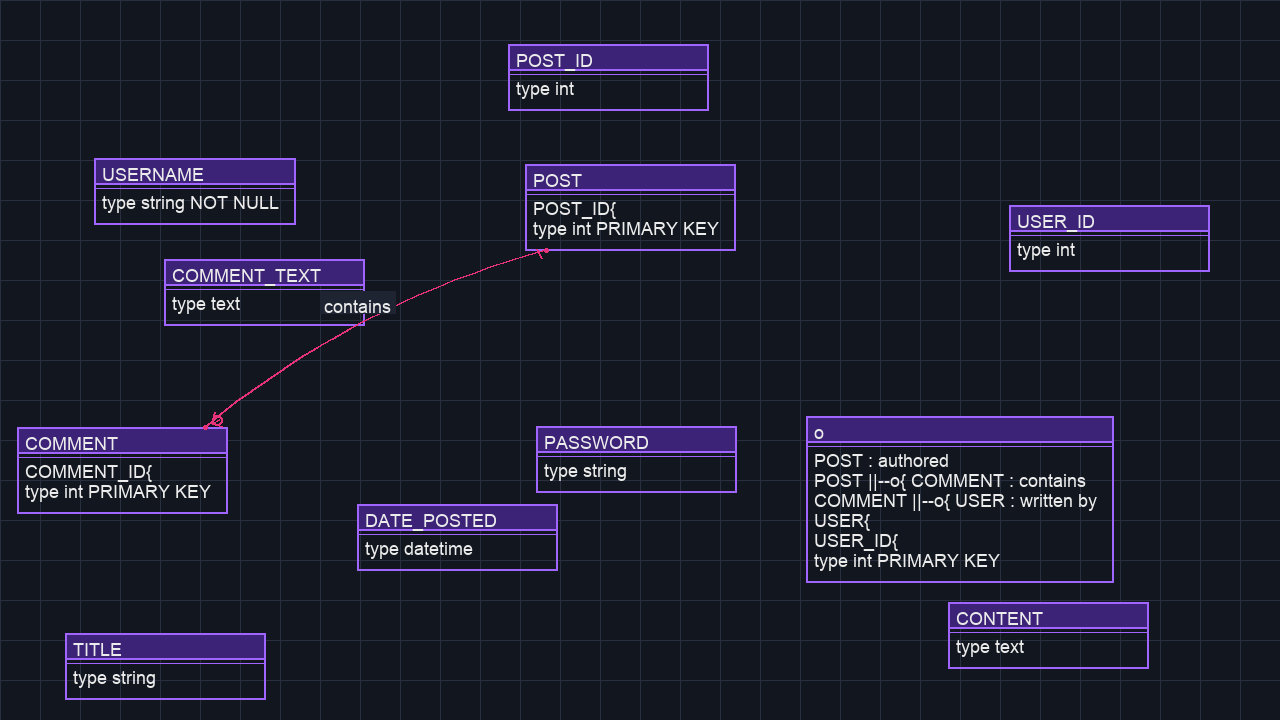 POST_ID
type int
USERNAME
type string NOT NULL
POST
POST_ID{
type int PRIMARY KEY
USER_ID
type int
COMMENT_TEXT
type text
contains
COMMENT
COMMENT_ID{
type int PRIMARY KEY
PASSWORD
type string
o
POST : authored
POST ||--o{ COMMENT : contains
COMMENT ||--o{ USER : written by
USER{
USER_ID{
type int PRIMARY KEY
DATE_POSTED
type datetime
CONTENT
type text
TITLE
type string